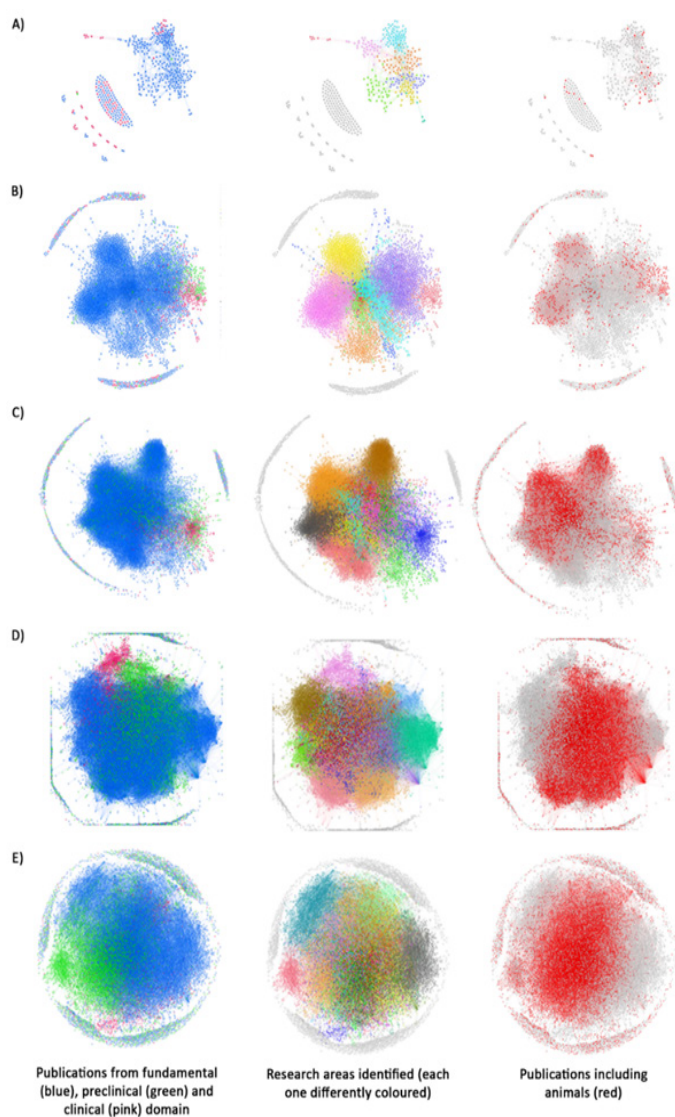 A)
B)
C)
D)
E)
Publications from fundamental
(blue), preclinical (green) and
clinical (pink) domain
Research areas identified (each
one differently coloured)
Publications including
animals (red)